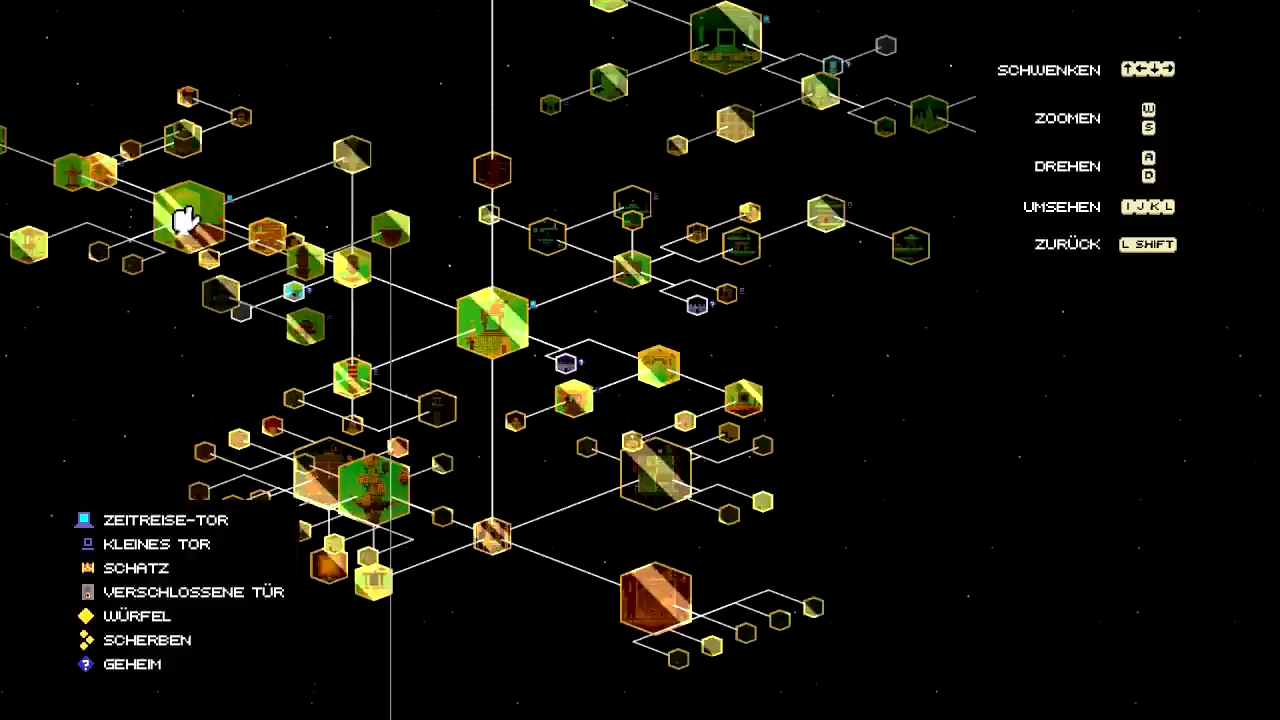 SCHWENKEN ↑←↓→
ZOOMEN W S
DREHEN A D
UMSEHEN I J K L
ZURÜCK L SHIFT
ZEITREISE-TOR
KLEINES TOR
SCHATZ
VERSCHLOSSENE TÜR
WÜRFEL
SCHERBEN
? GEHEIM